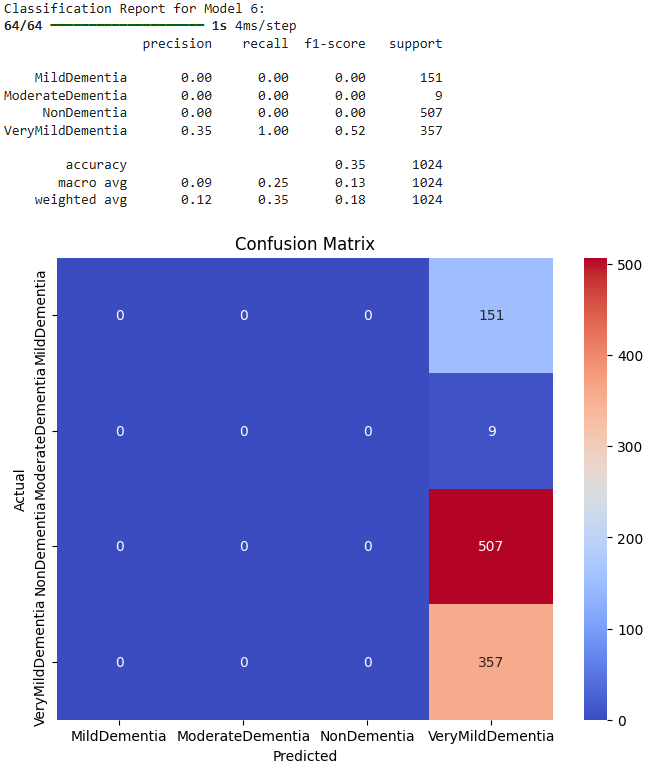 Classification Report for Model 6:
64/64 ━━━━━━━━━━━━━━━━━━━━ 1s 4ms/step
precision recall f1-score support
MildDementia 0.00 0.00 0.00 151
ModerateDementia 0.00 0.00 0.00 9
NonDementia 0.00 0.00 0.00 507
VeryMildDementia 0.35 1.00 0.52 357
accuracy 0.35 1024
macro avg 0.09 0.25 0.13 1024
weighted avg 0.12 0.35 0.18 1024
Confusion Matrix
Actual
MildDementia
0 0 0 151
ModerateDementia
0 0 0 9
NonDementia
0 0 0 507
VeryMildDementia
0 0 0 357
MildDementia ModerateDementia NonDementia VeryMildDementia
Predicted
500
400
300
200
100
0